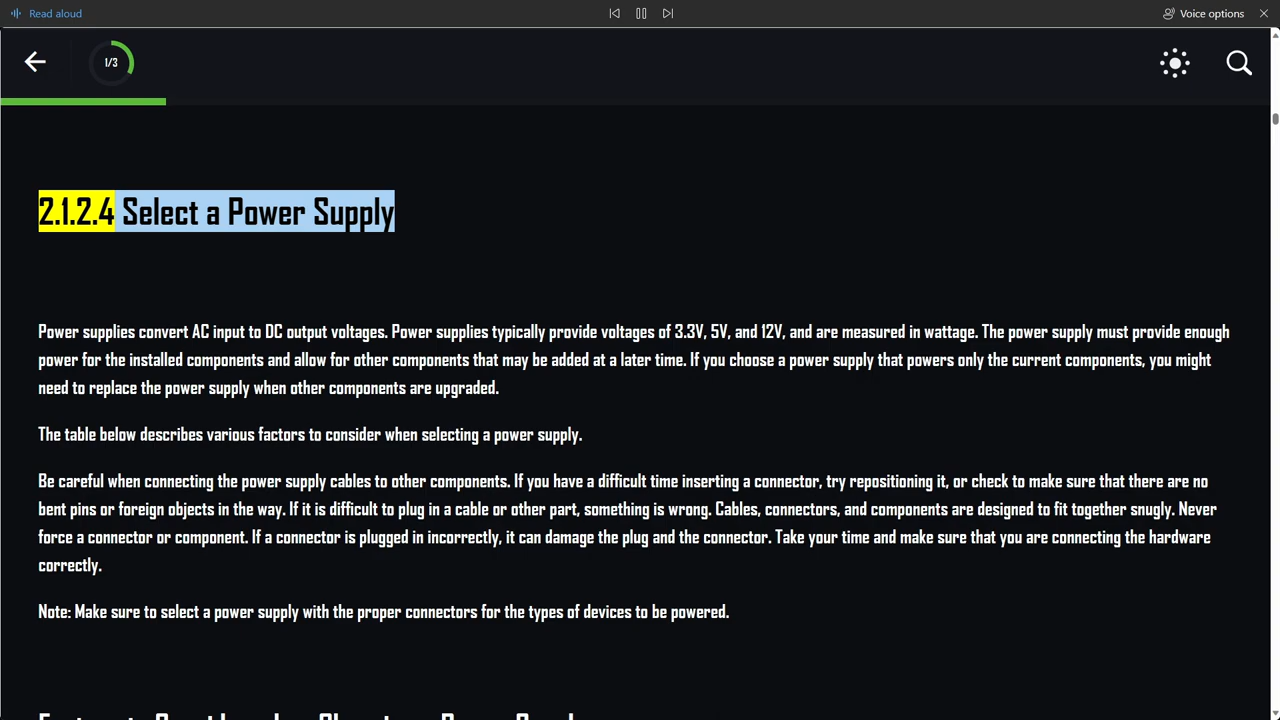 Read aloud
Voice options
1/3
2.1.2.4 Select a Power Supply
Power supplies convert AC input to DC output voltages. Power supplies typically provide voltages of 3.3V, 5V, and 12V, and are measured in wattage. The power supply must provide enough
power for the installed components and allow for other components that may be added at a later time. If you choose a power supply that powers only the current components, you might
need to replace the power supply when other components are upgraded.
The table below describes various factors to consider when selecting a power supply.
Be careful when connecting the power supply cables to other components. If you have a difficult time inserting a connector, try repositioning it, or check to make sure that there are no
bent pins or foreign objects in the way. If it is difficult to plug in a cable or other part, something is wrong. Cables, connectors, and components are designed to fit together snugly. Never
force a connector or component. If a connector is plugged in incorrectly, it can damage the plug and the connector. Take your time and make sure that you are connecting the hardware
correctly.
Note: Make sure to select a power supply with the proper connectors for the types of devices to be powered.